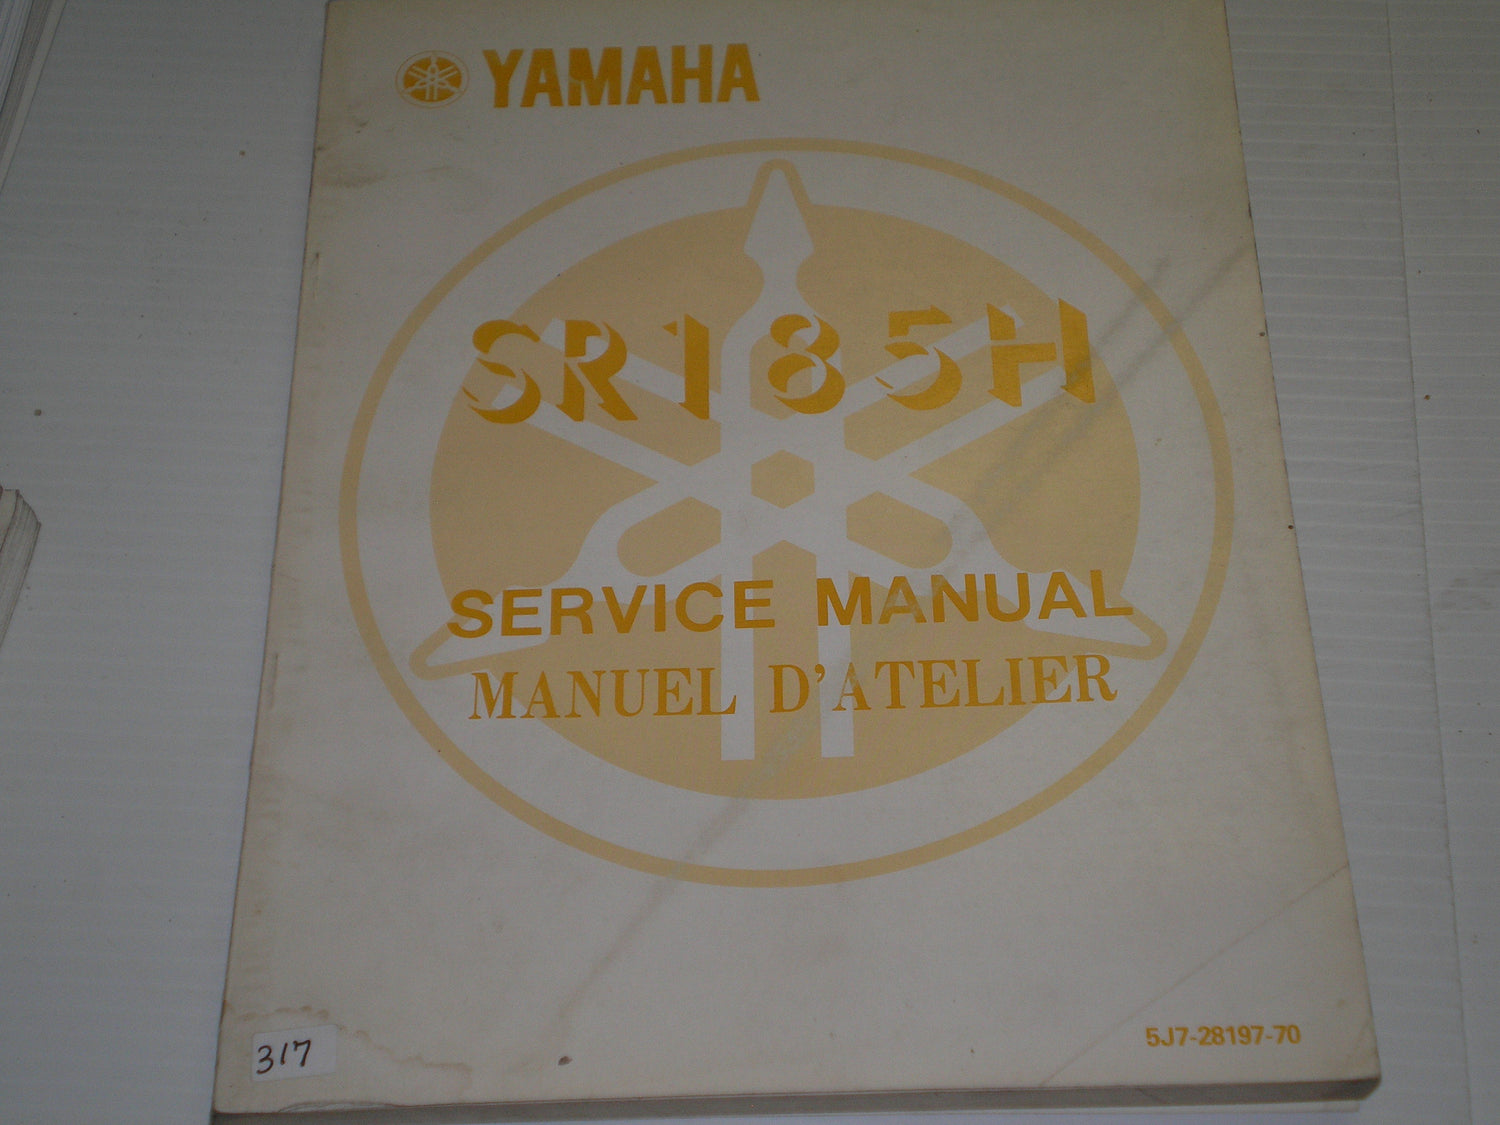 YAMAHA
SR185H
SERVICE MANUAL
MANUEL D'ATELIER
5J7-28197-70
317